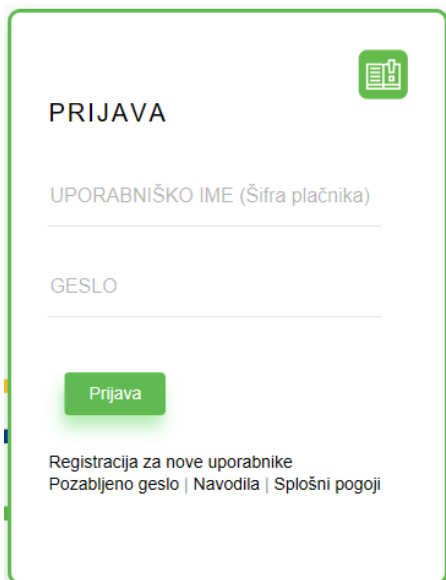 PRIJAVA
UPORABNIŠKO IME (Šifra plačnika)
GESLO
Prijava
Registracija za nove uporabnike
Pozabljeno geslo | Navodila | Splošni pogoji